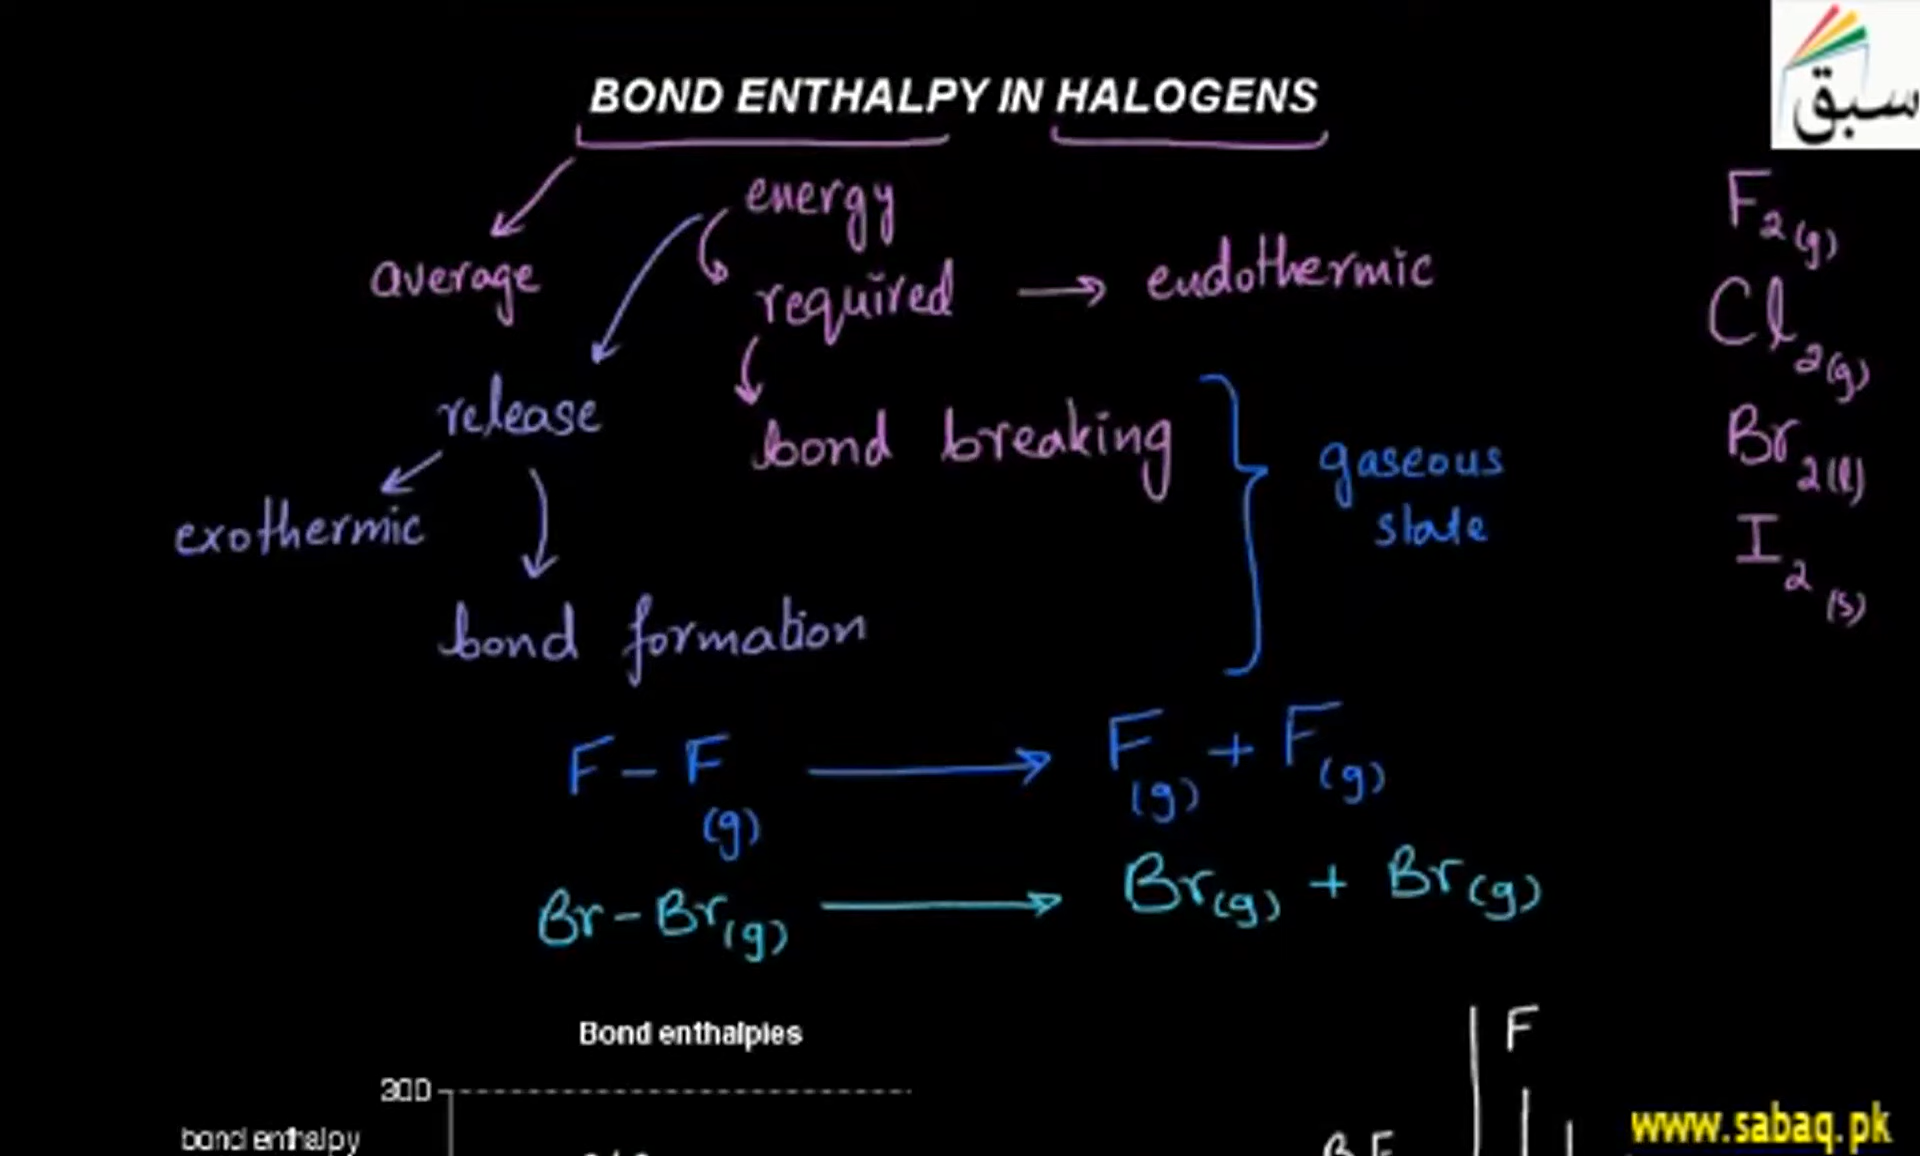 BOND ENTHALPY IN HALOGENS
سبق
energy
average
required → endothermic
release
bond breaking
gaseous
state
exothermic
bond formation
F₂(g)
Cl₂(g)
Br₂(l)
I₂(s)
F – F(g) → F(g) + F(g)
Br – Br(g) → Br(g) + Br(g)
Bond enthalpies
300
bond enthalpy
F
www.sabaq.pk